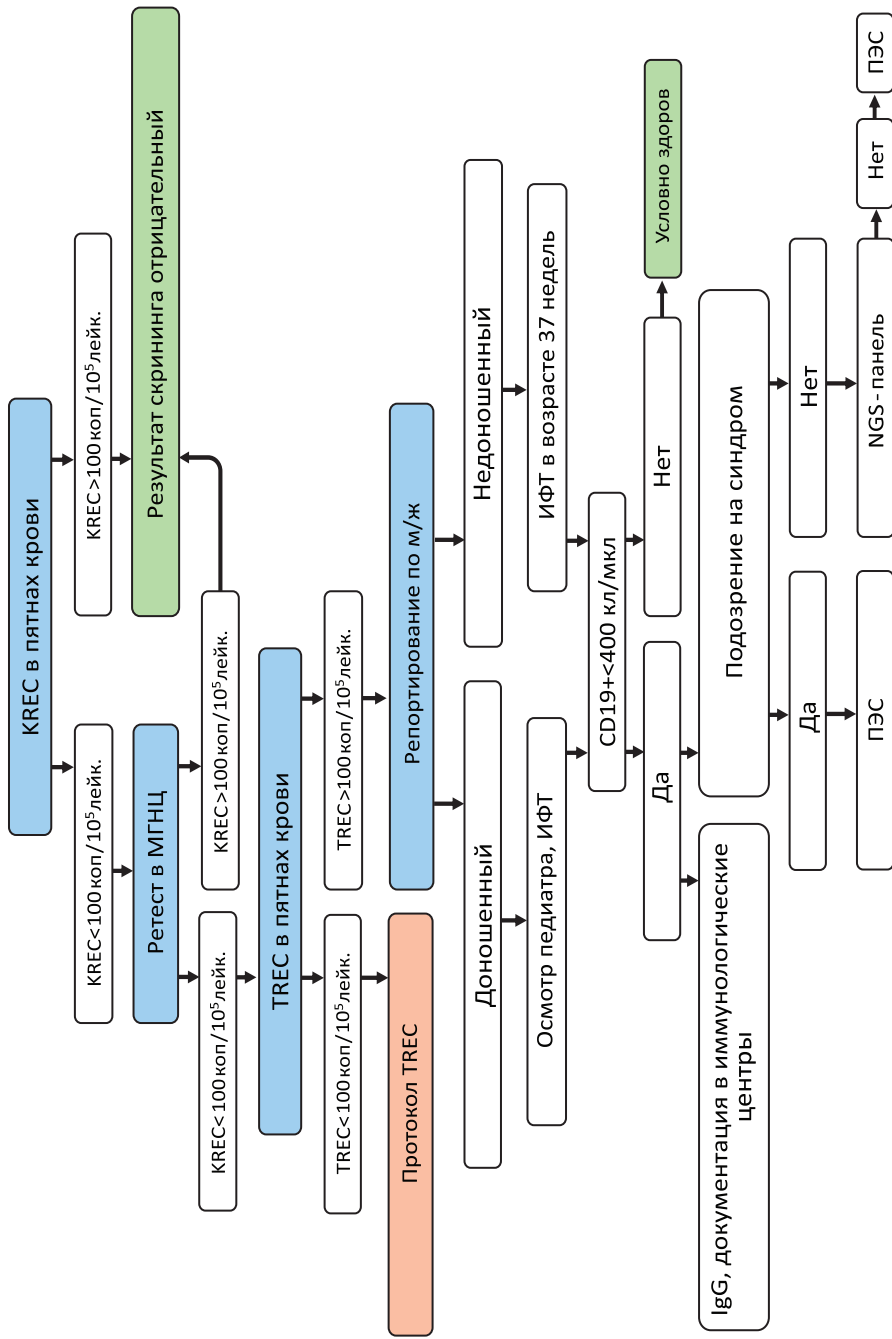 KREC в пятнах крови
KREC<100коп/10⁵лейк.
KREC>100коп/10⁵лейк.
Ретест в МГНЦ
Результат скрининга отрицательный
KREC<100коп/10⁵лейк.
KREC>100коп/10⁵лейк.
TREC в пятнах крови
TREC<100коп/10⁵лейк.
TREC>100коп/10⁵лейк.
Протокол TREC
Репортирование по м/ж
Доношенный
Недоношенный
Осмотр педиатра, ИФТ
ИФТ в возрасте 37 недель
CD19+<400 кл/мкл
Да
Нет
Условно здоров
IgG, документация в иммунологические
центры
Подозрение на синдром
Да
Нет
ПЭС
NGS-панель
Нет
ПЭС